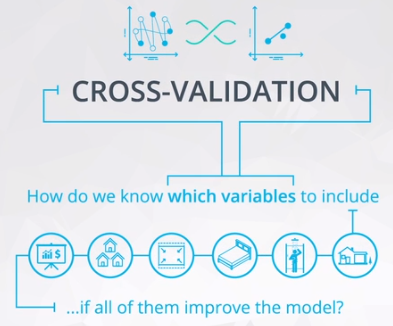 CROSS-VALIDATION
How do we know which variables to include
$
...if all of them improve the model?